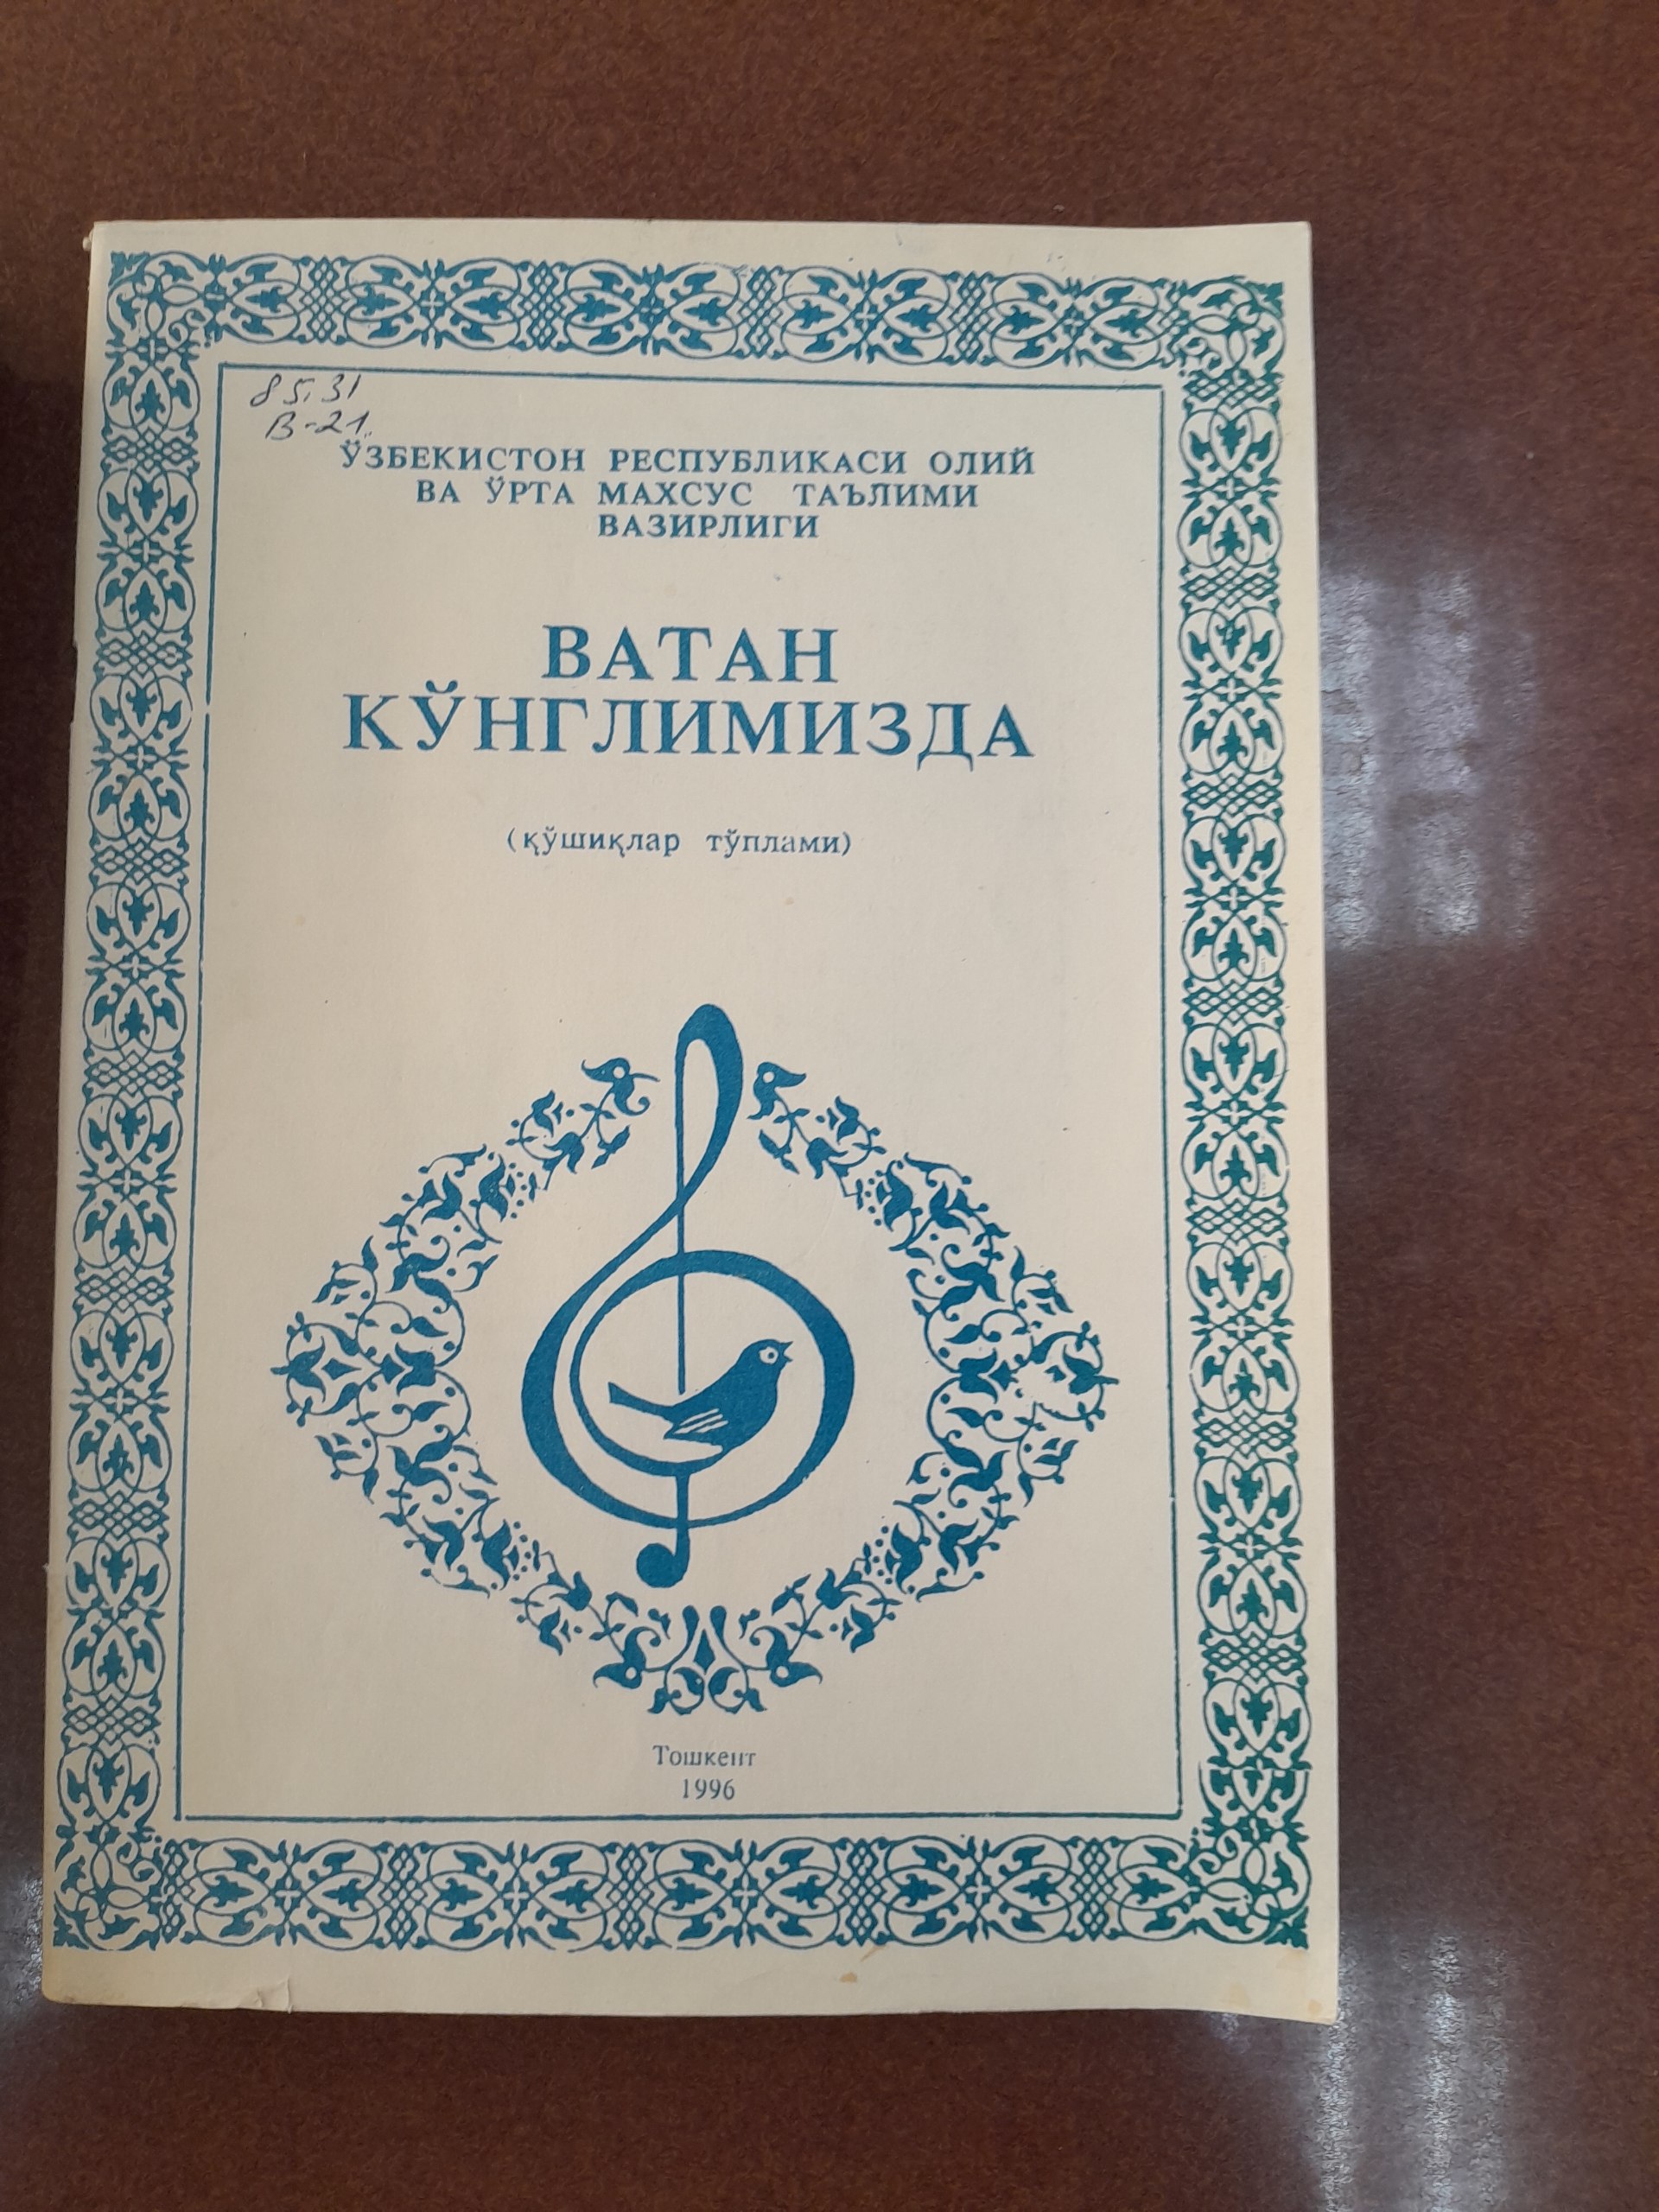 85.31
В-21
ЎЗБЕКИСТОН РЕСПУБЛИКАСИ ОЛИЙ
ВА ЎРТА МАХСУС ТАЪЛИМИ
ВАЗИРЛИГИ
ВАТАН
КЎНГЛИМИЗДА
(қўшиқлар тўплами)
Тошкент
1996